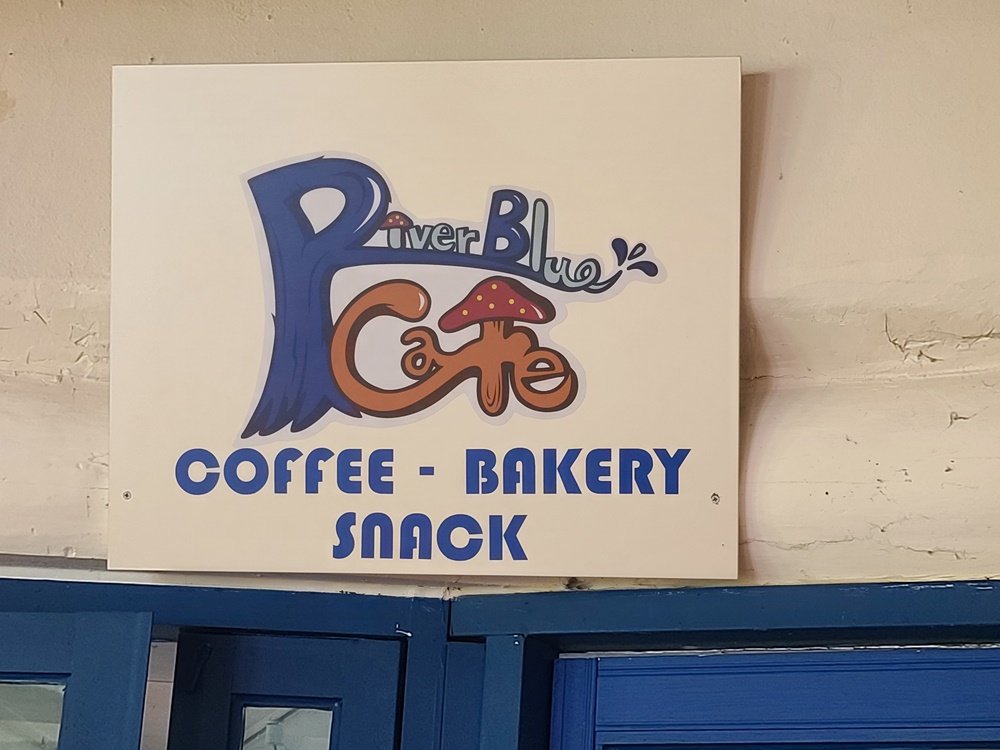 River Blue
Cafe
COFFEE - BAKERY
SNACK